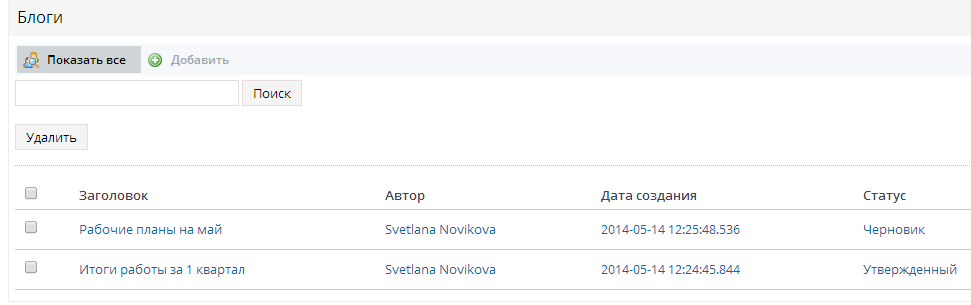 Блоги
Показать все Добавить
Поиск
Удалить
Заголовок Автор Дата создания Статус
Рабочие планы на май Svetlana Novikova 2014-05-14 12:25:48.536 Черновик
Итоги работы за 1 квартал Svetlana Novikova 2014-05-14 12:24:45.844 Утвержденный